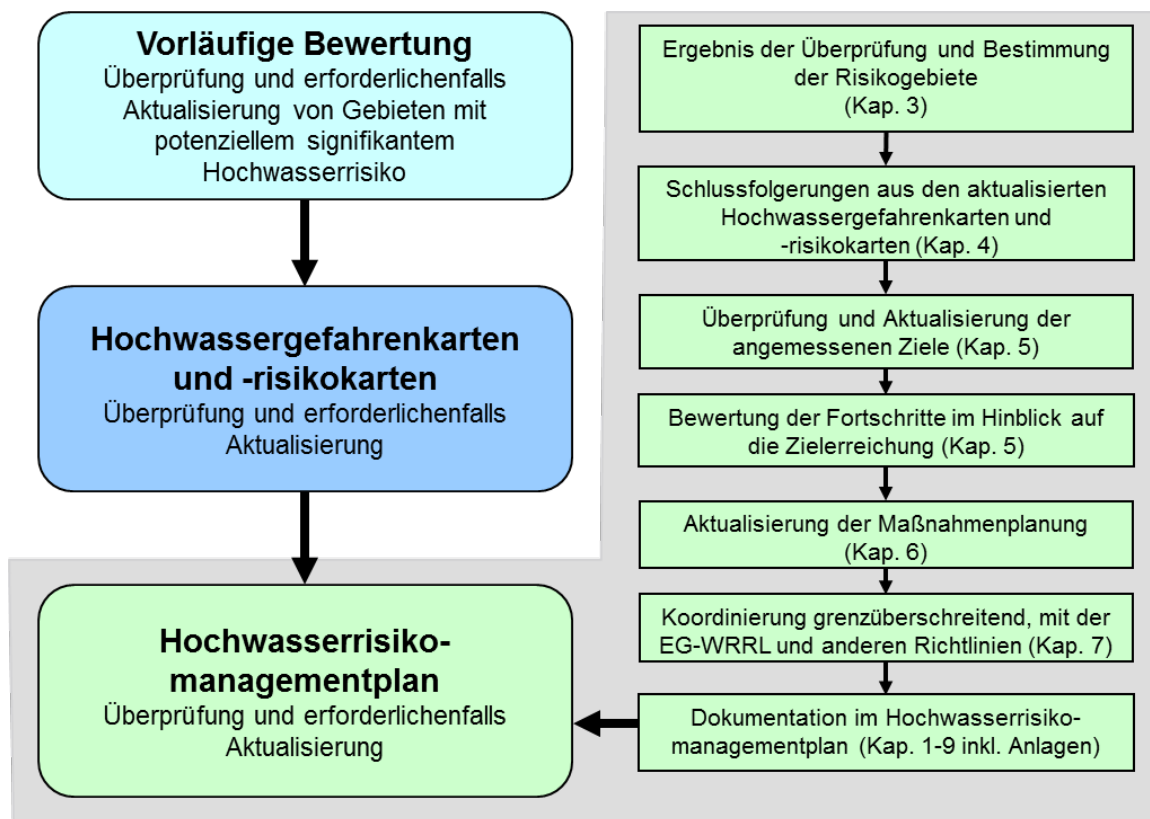 Vorläufige Bewertung
Überprüfung und erforderlichenfalls
Aktualisierung von Gebieten mit
potenziellem signifikantem
Hochwasserrisiko
Hochwassergefahrenkarten
und -risikokarten
Überprüfung und erforderlichenfalls
Aktualisierung
Hochwasserrisiko-
managementplan
Überprüfung und erforderlichenfalls
Aktualisierung
Ergebnis der Überprüfung und Bestimmung
der Risikogebiete
(Kap. 3)
Schlussfolgerungen aus den aktualisierten
Hochwassergefahrenkarten und
-risikokarten (Kap. 4)
Überprüfung und Aktualisierung der
angemessenen Ziele (Kap. 5)
Bewertung der Fortschritte im Hinblick auf
die Zielerreichung (Kap. 5)
Aktualisierung der Maßnahmenplanung
(Kap. 6)
Koordinierung grenzüberschreitend, mit der
EG-WRRL und anderen Richtlinien (Kap. 7)
Dokumentation im Hochwasserrisiko-
managementplan (Kap. 1-9 inkl. Anlagen)